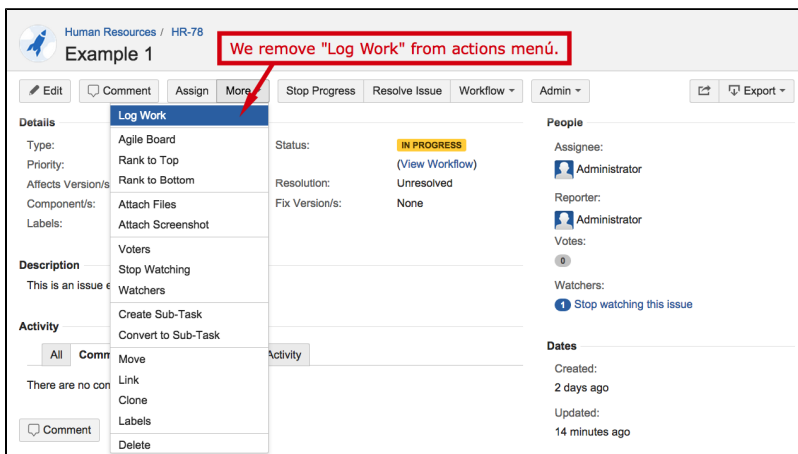 Human Resources / HR-78
Example 1
We remove "Log Work" from actions menú.
Edit Comment Assign More Stop Progress Resolve Issue Workflow Admin Export
Log Work
Agile Board
Rank to Top
Rank to Bottom
Attach Files
Attach Screenshot
Voters
Stop Watching
Watchers
Create Sub-Task
Convert to Sub-Task
Move
Link
Clone
Labels
Delete
Details
Type:
Priority:
Affects Version/s
Component/s:
Labels:
Status: IN PROGRESS
(View Workflow)
Resolution: Unresolved
Fix Version/s: None
Description
This is an issue
Activity
All Activity
There are no
Comment
People
Assignee:
Administrator
Reporter:
Administrator
Votes:
0
Watchers:
1 Stop watching this issue
Dates
Created:
2 days ago
Updated:
14 minutes ago